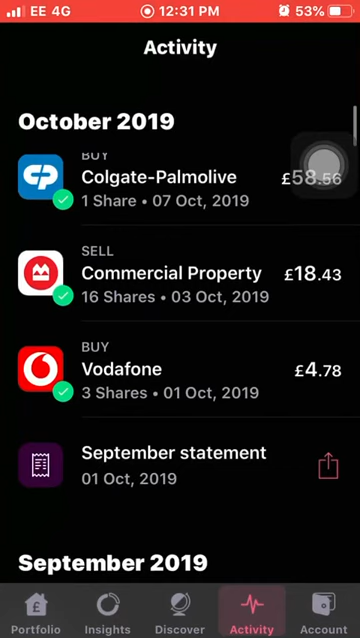 EE 4G 12:31 PM 53%
Activity
October 2019
BUY
Colgate-Palmolive £58.56
1 Share • 07 Oct, 2019
SELL
Commercial Property £18.43
16 Shares • 03 Oct, 2019
BUY
Vodafone £4.78
3 Shares • 01 Oct, 2019
September statement
01 Oct, 2019
September 2019
Portfolio Insights Discover Activity Account